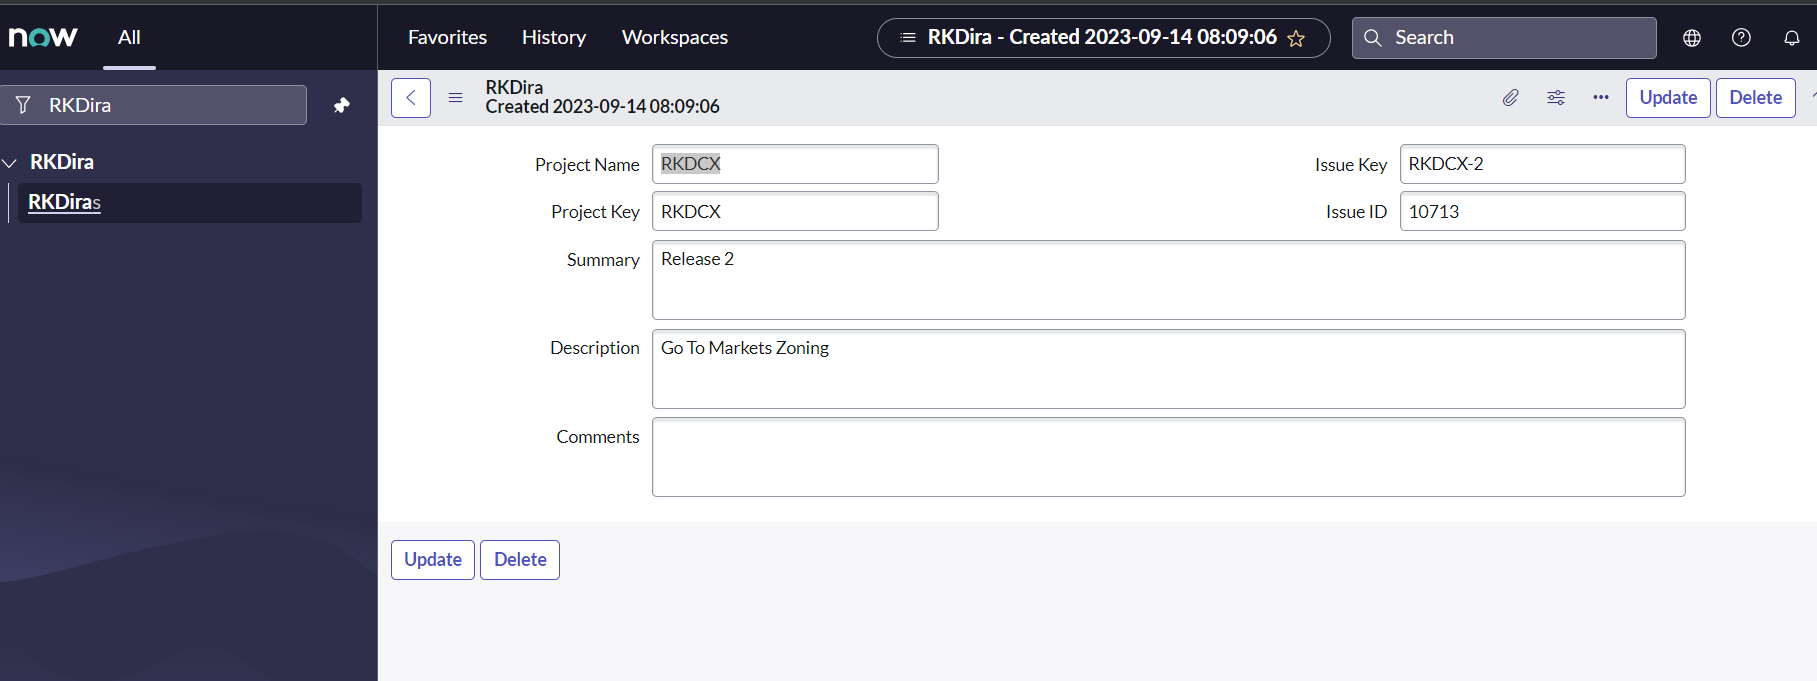 now
All
Favorites
History
Workspaces
RKDira - Created 2023-09-14 08:09:06
Search
RKDira
RKDira
RKDiras
RKDira
Created 2023-09-14 08:09:06
Update
Delete
Project Name
RKDCX
Issue Key
RKDCX-2
Project Key
RKDCX
Issue ID
10713
Summary
Release 2
Description
Go To Markets Zoning
Comments
Update
Delete